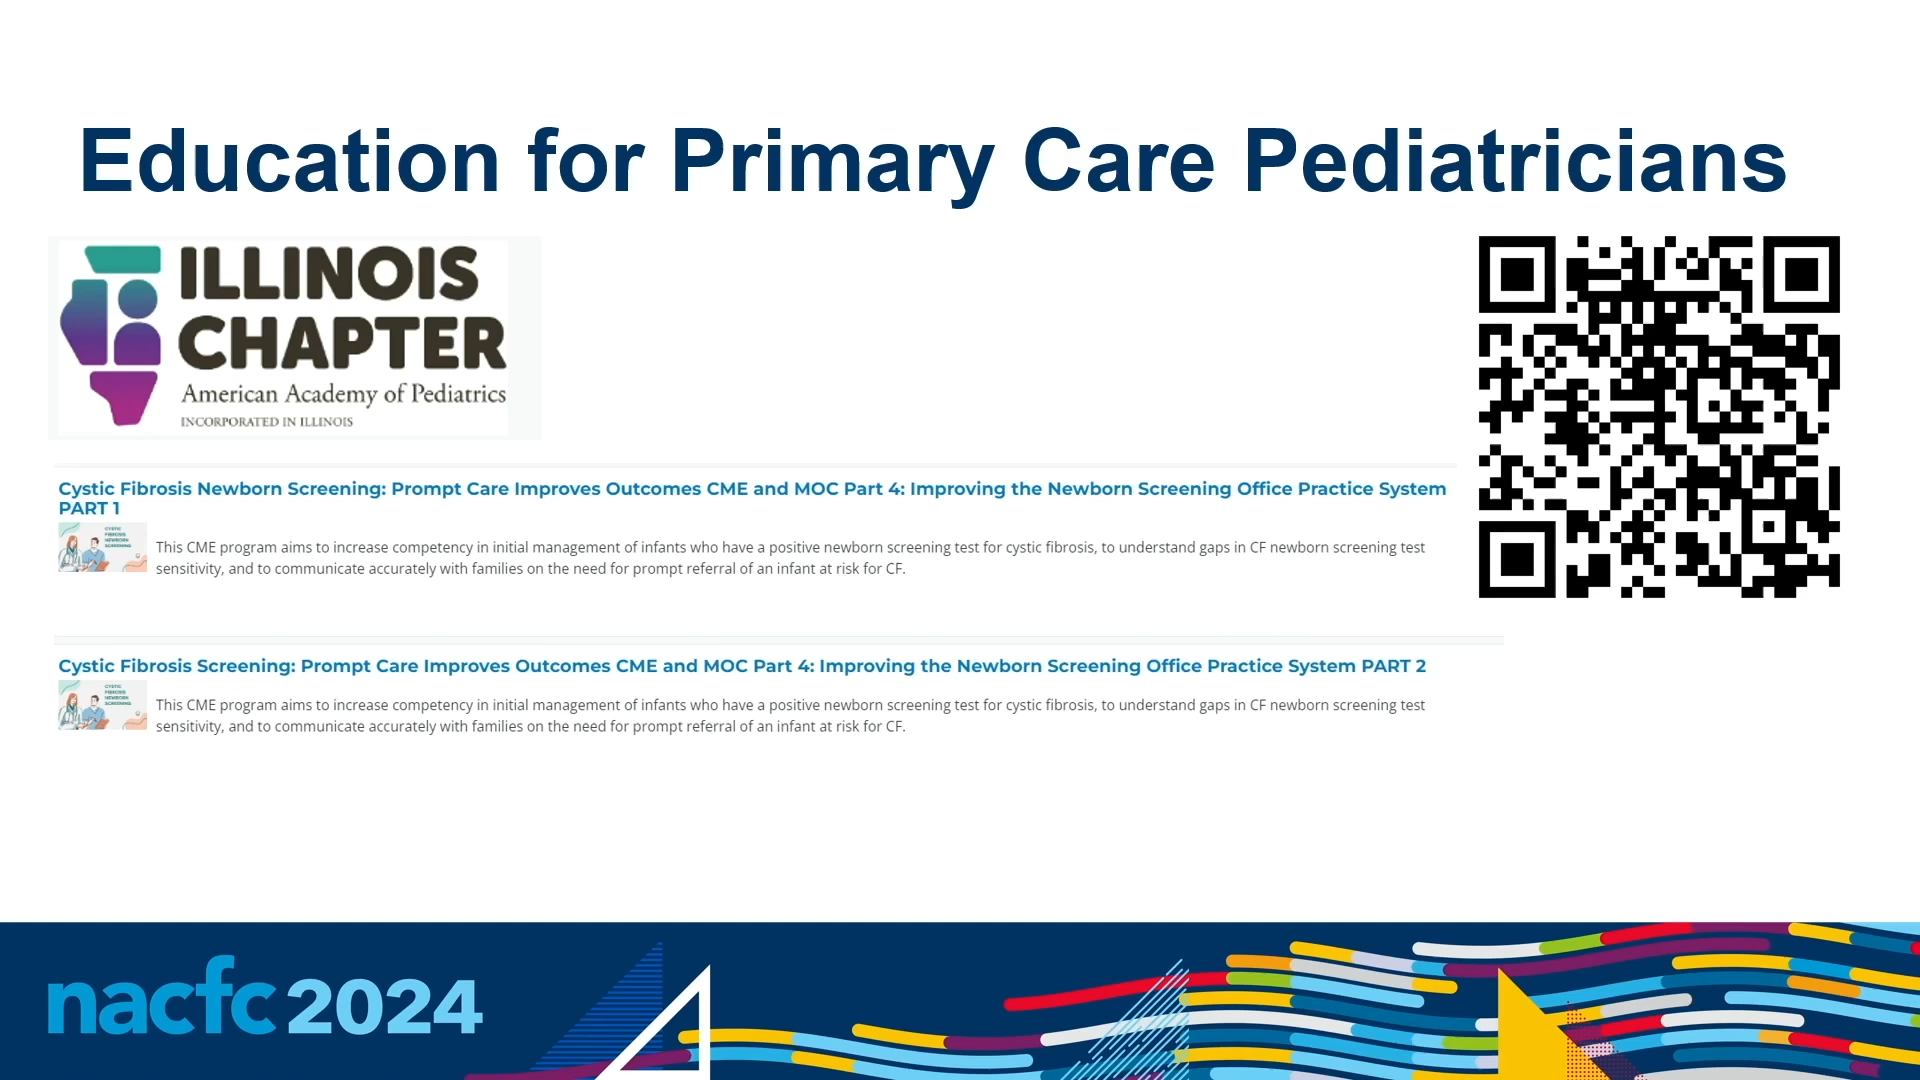 Education for Primary Care Pediatricians
ILLINOIS
CHAPTER
American Academy of Pediatrics
INCORPORATED IN ILLINOIS
Cystic Fibrosis Newborn Screening: Prompt Care Improves Outcomes CME and MOC Part 4: Improving the Newborn Screening Office Practice System
PART 1
CYSTIC
FIBROSIS
NEWBORN
SCREENING
This CME program aims to increase competency in initial management of infants who have a positive newborn screening test for cystic fibrosis, to understand gaps in CF newborn screening test
sensitivity, and to communicate accurately with families on the need for prompt referral of an infant at risk for CF.
Cystic Fibrosis Screening: Prompt Care Improves Outcomes CME and MOC Part 4: Improving the Newborn Screening Office Practice System PART 2
CYSTIC
FIBROSIS
NEWBORN
SCREENING
This CME program aims to increase competency in initial management of infants who have a positive newborn screening test for cystic fibrosis, to understand gaps in CF newborn screening test
sensitivity, and to communicate accurately with families on the need for prompt referral of an infant at risk for CF.
nacfc 2024